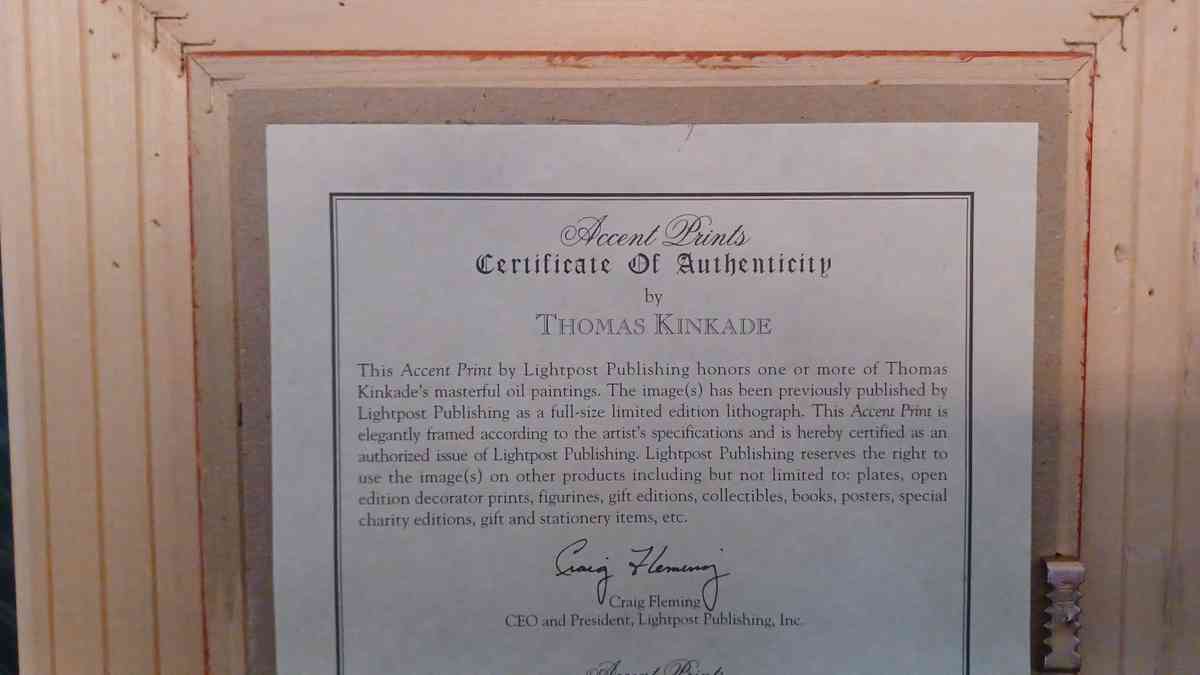 Accent Prints
Certificate Of Authenticity
by
THOMAS KINKADE
This Accent Print by Lightpost Publishing honors one or more of Thomas
Kinkade's masterful oil paintings. The image(s) has been previously published by
Lightpost Publishing as a full-size limited edition lithograph. This Accent Print is
elegantly framed according to the artist's specifications and is hereby certified as an
authorized issue of Lightpost Publishing. Lightpost Publishing reserves the right to
use the image(s) on other products including but not limited to: plates, open
edition decorator prints, figurines, gift editions, collectibles, books, posters, special
charity editions, gift and stationery items, etc.
Craig Fleming
Craig Fleming
CEO and President, Lightpost Publishing, Inc.
Accent Prints